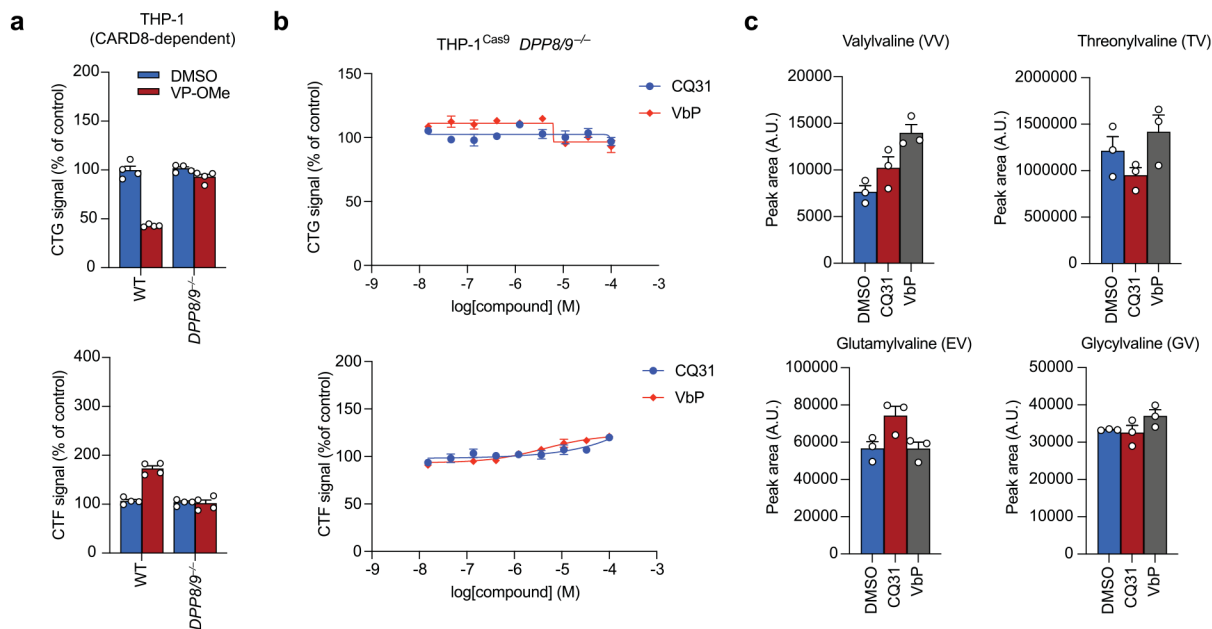 a
THP-1
(CARD8-dependent)
DMSO
VP-OMe
CTG signal (% of control)
200
150
100
50
0
WT
DPP8/9–/–
CTF signal (% of control)
400
300
200
100
0
WT
DPP8/9–/–
b
THP-1Cas9 DPP8/9–/–
CQ31
VbP
CTG signal (% of control)
150
100
50
0
-9 -8 -7 -6 -5 -4 -3
log[compound] (M)
CQ31
VbP
CTF signal (%of control)
200
150
100
50
0
-9 -8 -7 -6 -5 -4 -3
log[compound] (M)
c
Valylvaline (VV)
Peak area (A.U.)
20000
15000
10000
5000
0
DMSO
CQ31
VbP
Threonylvaline (TV)
Peak area (A.U.)
2000000
1500000
1000000
500000
0
DMSO
CQ31
VbP
Glutamylvaline (EV)
Peak area (A.U.)
100000
80000
60000
40000
20000
0
DMSO
CQ31
VbP
Glycylvaline (GV)
Peak area (A.U.)
50000
40000
30000
20000
10000
0
DMSO
CQ31
VbP